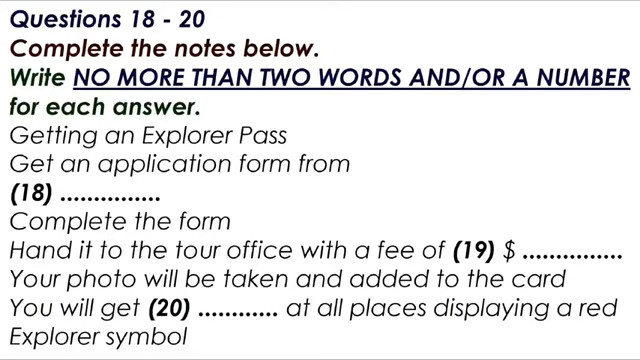 Questions 18 - 20
Complete the notes below.
Write NO MORE THAN TWO WORDS AND/OR A NUMBER
for each answer.
Getting an Explorer Pass
Get an application form from
(18) ...............
Complete the form
Hand it to the tour office with a fee of (19) $ ...............
Your photo will be taken and added to the card
You will get (20) ............ at all places displaying a red
Explorer symbol